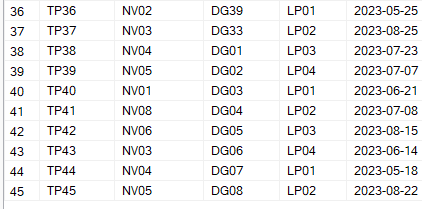 36 TP36 NV02 DG39 LP01 2023-05-25
37 TP37 NV03 DG33 LP02 2023-08-25
38 TP38 NV04 DG01 LP03 2023-07-23
39 TP39 NV05 DG02 LP04 2023-07-07
40 TP40 NV01 DG03 LP01 2023-06-21
41 TP41 NV08 DG04 LP02 2023-07-08
42 TP42 NV06 DG05 LP03 2023-08-15
43 TP43 NV03 DG06 LP04 2023-06-14
44 TP44 NV04 DG07 LP01 2023-05-18
45 TP45 NV05 DG08 LP02 2023-08-22